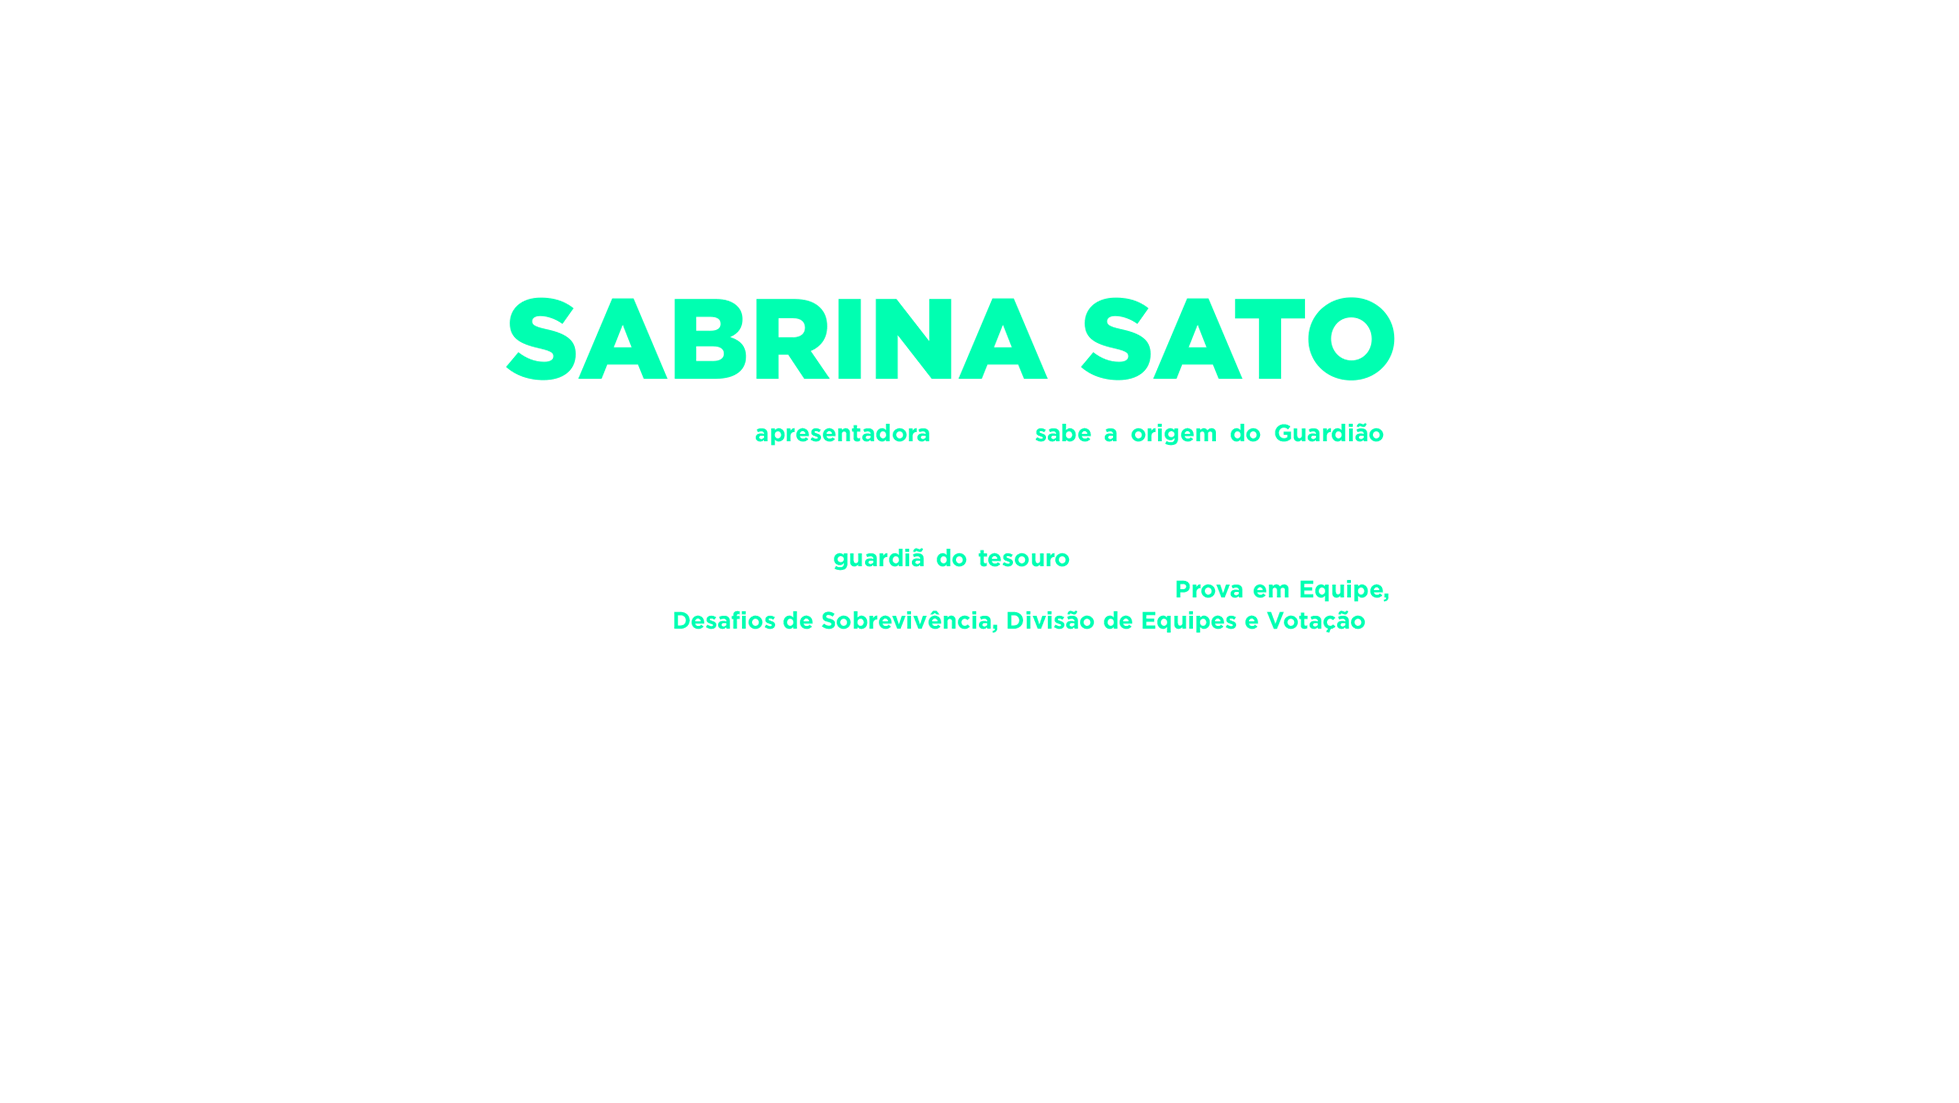 SABRINA SATO
apresentadora sabe a origem do Guardião
guardiã do tesouro
Prova em Equipe,
Desafios de Sobrevivência, Divisão de Equipes e Votação